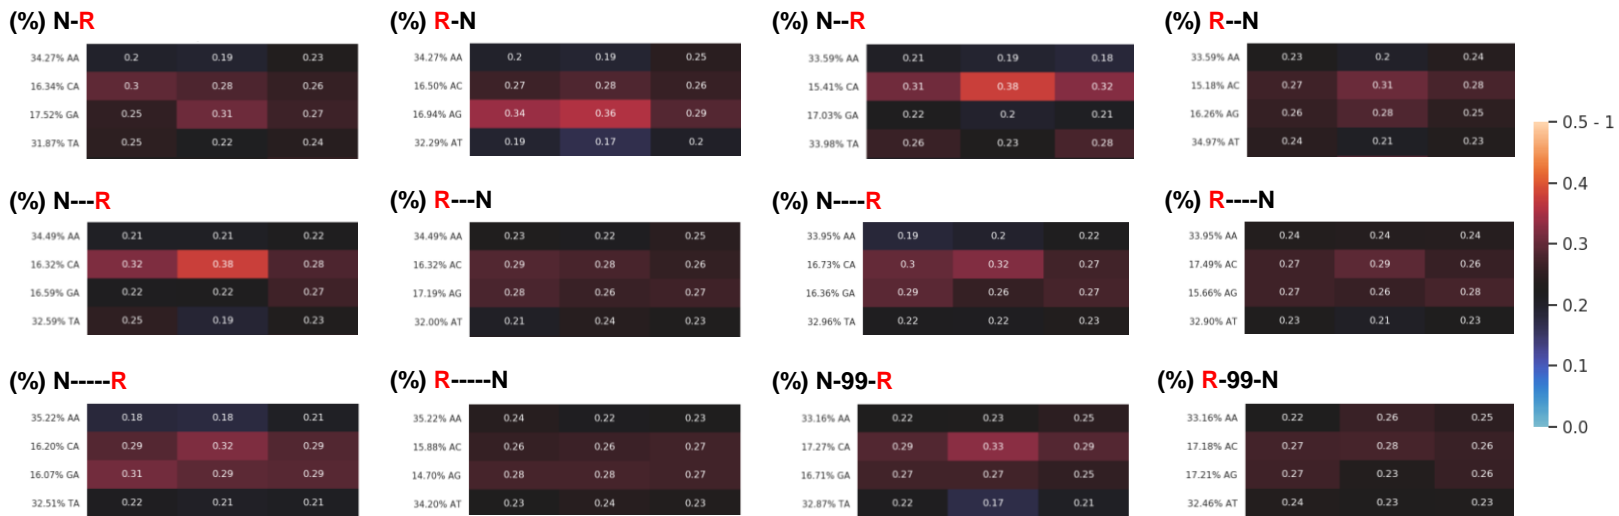 (%) N-R
34.27% AA 0.2 0.19 0.23
16.34% CA 0.3 0.28 0.26
17.52% GA 0.25 0.31 0.27
31.87% TA 0.25 0.22 0.24
(%) R-N
34.27% AA 0.2 0.19 0.25
16.50% AC 0.27 0.28 0.26
16.94% AG 0.34 0.36 0.29
32.29% AT 0.19 0.17 0.2
(%) N--R
33.59% AA 0.21 0.19 0.18
15.41% CA 0.31 0.38 0.32
17.03% GA 0.22 0.2 0.21
33.98% TA 0.26 0.23 0.28
(%) R--N
33.59% AA 0.23 0.2 0.24
15.18% AC 0.27 0.31 0.28
16.26% AG 0.26 0.28 0.25
34.97% AT 0.24 0.21 0.23
(%) N---R
34.49% AA 0.21 0.21 0.22
16.32% CA 0.32 0.38 0.28
16.59% GA 0.22 0.22 0.27
32.59% TA 0.25 0.19 0.23
(%) R---N
34.49% AA 0.23 0.22 0.25
16.32% AC 0.29 0.28 0.26
17.19% AG 0.28 0.26 0.27
32.00% AT 0.21 0.24 0.23
(%) N----R
33.95% AA 0.19 0.2 0.22
16.73% CA 0.3 0.32 0.27
16.36% GA 0.29 0.26 0.27
32.96% TA 0.22 0.22 0.23
(%) R----N
33.95% AA 0.24 0.24 0.24
17.49% AC 0.27 0.29 0.26
15.66% AG 0.27 0.26 0.28
32.90% AT 0.23 0.21 0.23
(%) N-----R
35.22% AA 0.18 0.18 0.21
16.20% CA 0.29 0.32 0.29
16.07% GA 0.31 0.29 0.29
32.51% TA 0.22 0.21 0.21
(%) R-----N
35.22% AA 0.24 0.22 0.23
15.88% AC 0.26 0.26 0.27
14.70% AG 0.28 0.28 0.27
34.20% AT 0.23 0.24 0.23
(%) N-99-R
33.16% AA 0.22 0.23 0.25
17.27% CA 0.29 0.33 0.29
16.71% GA 0.27 0.27 0.25
32.87% TA 0.22 0.17 0.21
(%) R-99-N
33.16% AA 0.22 0.26 0.25
17.18% AC 0.27 0.28 0.26
17.21% AG 0.27 0.23 0.26
32.46% AT 0.24 0.23 0.23
0.5 - 1
0.4
0.3
0.2
0.1
0.0